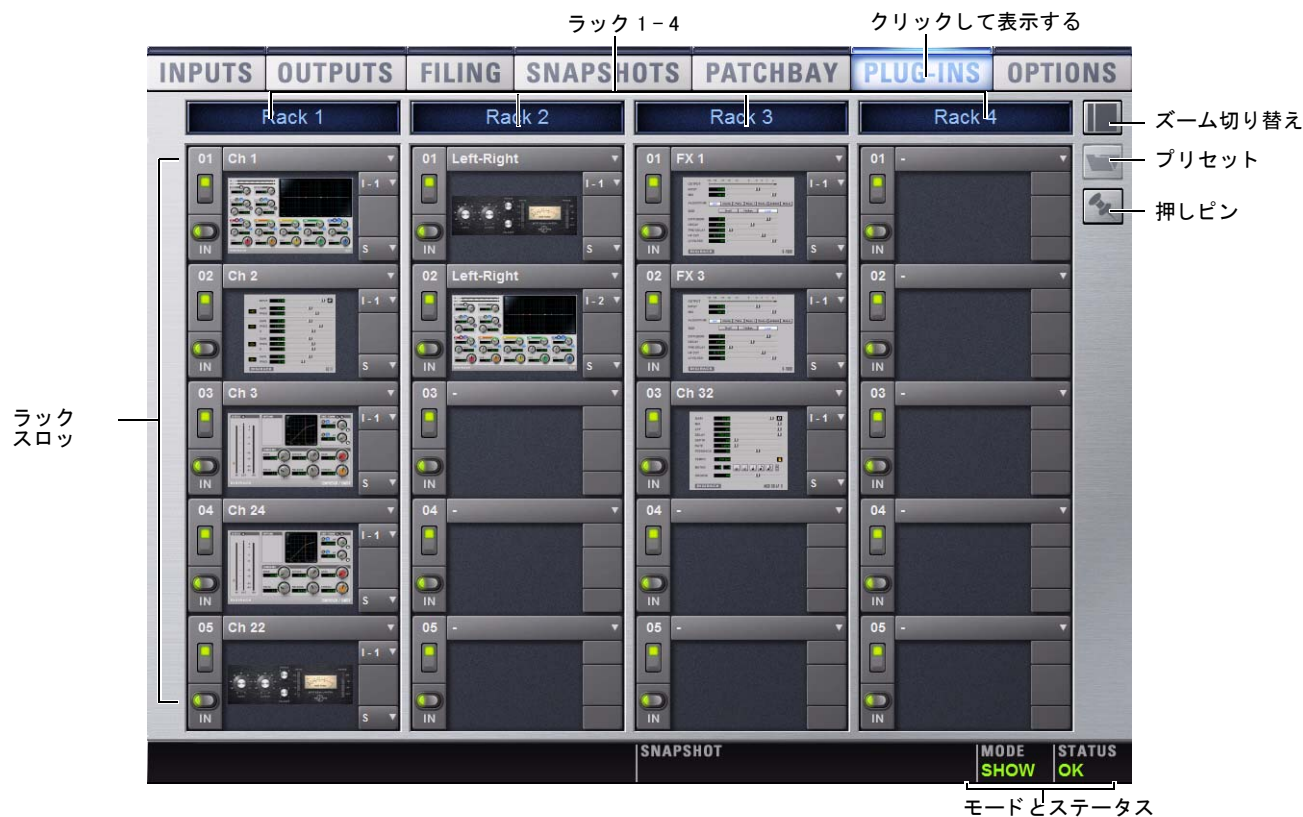 ラック 1 – 4
クリックして表示する
INPUTS OUTPUTS FILING SNAPSHOTS PATCHBAY PLUG-INS OPTIONS
Rack 1 Rack 2 Rack 3 Rack 4
ズーム切り替え
プリセット
押しピン
01 Ch 1 01 Left-Right 01 FX 1 01 -
I - 1 I - 1 I - 1
IN S IN S IN S IN
02 Ch 2 02 Left-Right 02 FX 3 02 -
I - 1 I - 2 I - 1
IN S IN S IN S IN
03 Ch 3 03 - 03 Ch 32 03 -
I - 1 I - 1
ラック
スロッ
IN S IN IN S IN
04 Ch 24 04 - 04 - 04 -
I - 1
IN S IN IN IN
05 Ch 22 05 - 05 - 05 -
I - 1
IN S IN IN IN
SNAPSHOT MODE STATUS
SHOW OK
モードとステータス